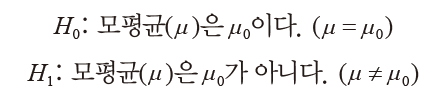 H₀: 모평균(μ)은 μ₀이다. (μ = μ₀)
H₁: 모평균(μ)은 μ₀가 아니다. (μ ≠ μ₀)